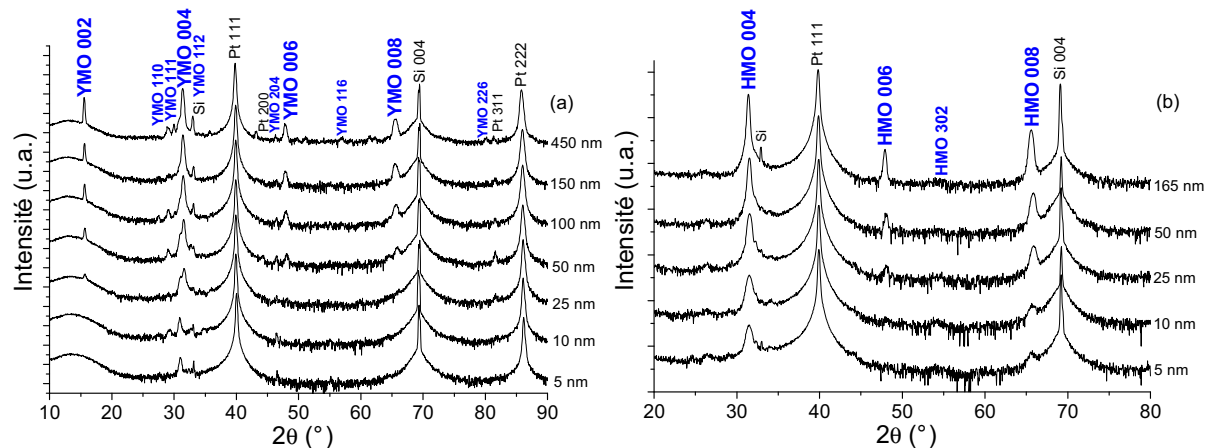 Intensité (u.a.)
YMO 002
YMO 110
YMO 111
YMO 004
Si
YMO 112
Pt 111
Pt 200
YMO 204
YMO 006
YMO 116
YMO 008
Si 004
YMO 226
Pt 311
Pt 222
(a)
450 nm
150 nm
100 nm
50 nm
25 nm
10 nm
5 nm
10 20 30 40 50 60 70 80 90
2θ (°)
Intensité (u.a.)
HMO 004
Si
Pt 111
HMO 006
HMO 302
HMO 008
Si 004
(b)
165 nm
50 nm
25 nm
10 nm
5 nm
20 30 40 50 60 70 80
2θ (°)